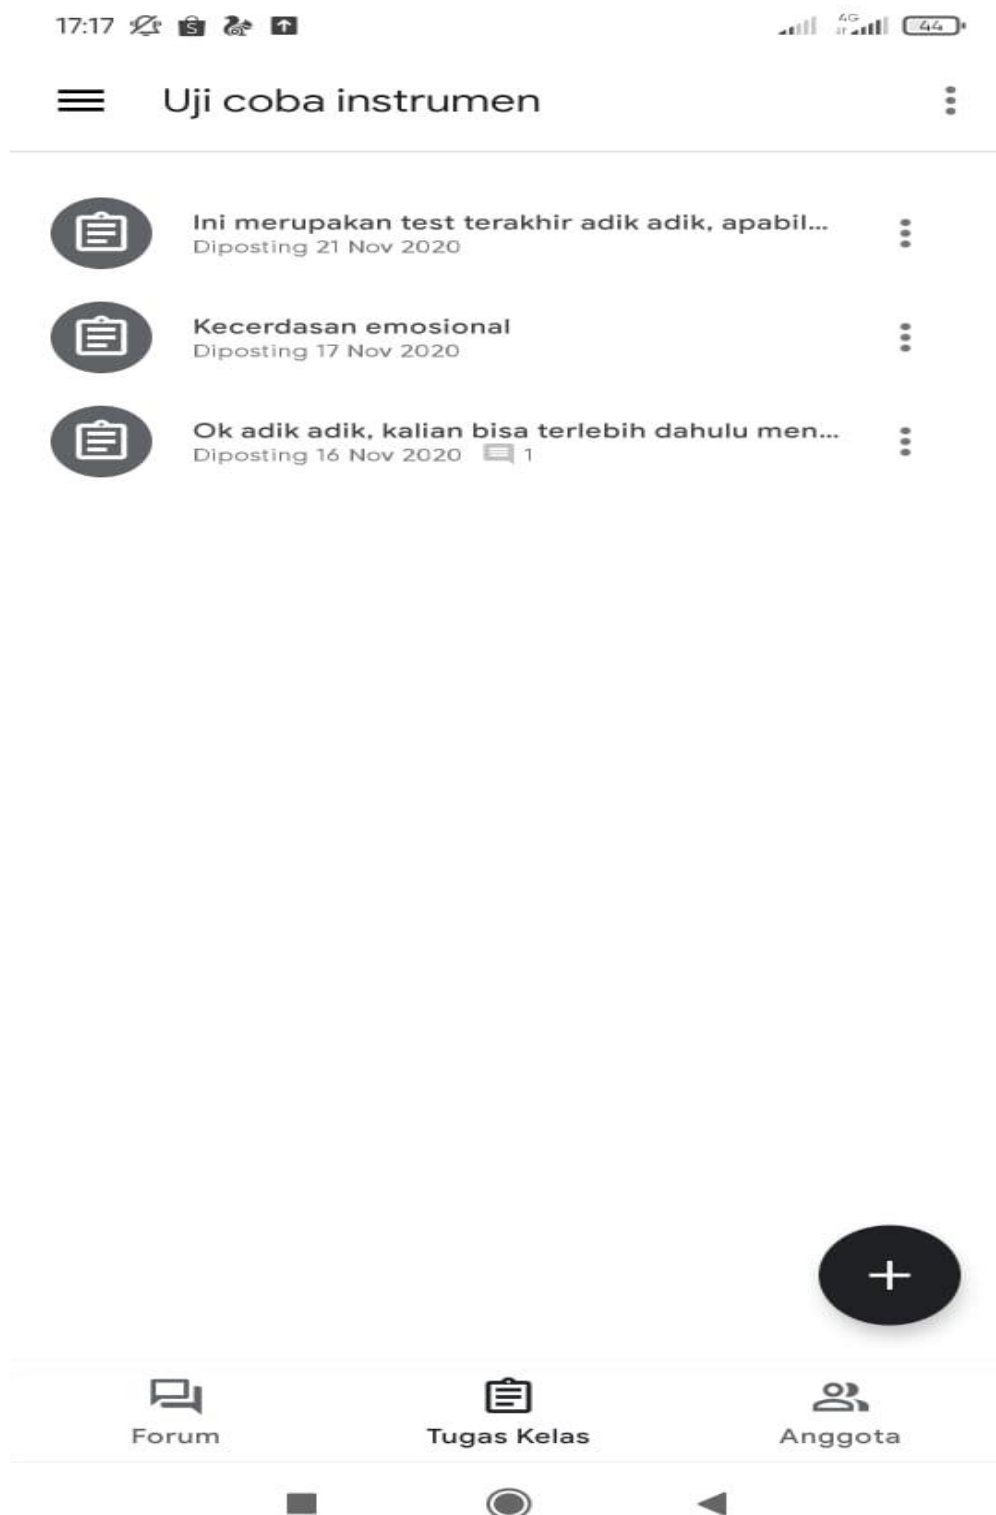 17:17
4G
44
Uji coba instrumen
Ini merupakan test terakhir adik adik, apabil...
Diposting 21 Nov 2020
Kecerdasan emosional
Diposting 17 Nov 2020
Ok adik adik, kalian bisa terlebih dahulu men...
Diposting 16 Nov 2020 1
Forum
Tugas Kelas
Anggota